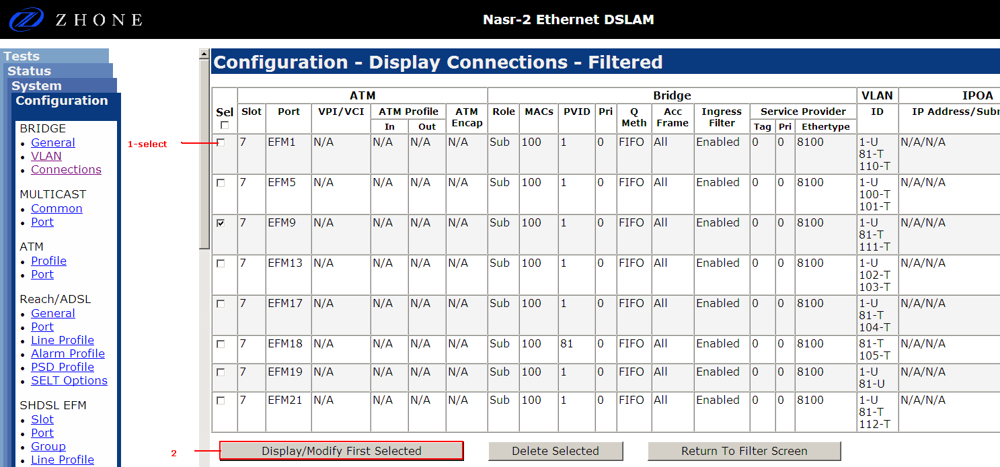 ZHONE
Nasr-2 Ethernet DSLAM
Tests
Status
System
Configuration
BRIDGE
General
VLAN
Connections
MULTICAST
Common
Port
ATM
Profile
Port
Reach/ADSL
General
Port
Line Profile
Alarm Profile
PSD Profile
SELT Options
SHDSL EFM
Slot
Port
Group
Line Profile
1-select
2
Configuration - Display Connections - Filtered
ATM Bridge VLAN IPOA
Sel Slot Port VPI/VCI ATM Profile ATM Encap Role MACs PVID Pri Q Meth Acc Frame Ingress Filter Service Provider ID IP Address/Sub
In Out Tag Pri Ethertype
7 EFM1 N/A N/A N/A N/A Sub 100 1 0 FIFO All Enabled 0 0 8100 1-U N/A/N/A
81-T
110-T
7 EFM5 N/A N/A N/A N/A Sub 100 1 0 FIFO All Enabled 0 0 8100 1-U N/A/N/A
100-T
101-T
7 EFM9 N/A N/A N/A N/A Sub 100 1 0 FIFO All Enabled 0 0 8100 1-U N/A/N/A
81-T
111-T
7 EFM13 N/A N/A N/A N/A Sub 100 1 0 FIFO All Enabled 0 0 8100 1-U N/A/N/A
102-T
103-T
7 EFM17 N/A N/A N/A N/A Sub 100 1 0 FIFO All Enabled 0 0 8100 1-U N/A/N/A
81-T
104-T
7 EFM18 N/A N/A N/A N/A Sub 100 81 0 FIFO All Enabled 0 0 8100 81-T N/A/N/A
105-T
7 EFM19 N/A N/A N/A N/A Sub 100 1 0 FIFO All Enabled 0 0 8100 1-U N/A/N/A
81-U
7 EFM21 N/A N/A N/A N/A Sub 100 1 0 FIFO All Enabled 0 0 8100 1-U N/A/N/A
81-T
112-T
Display/Modify First Selected Delete Selected Return To Filter Screen